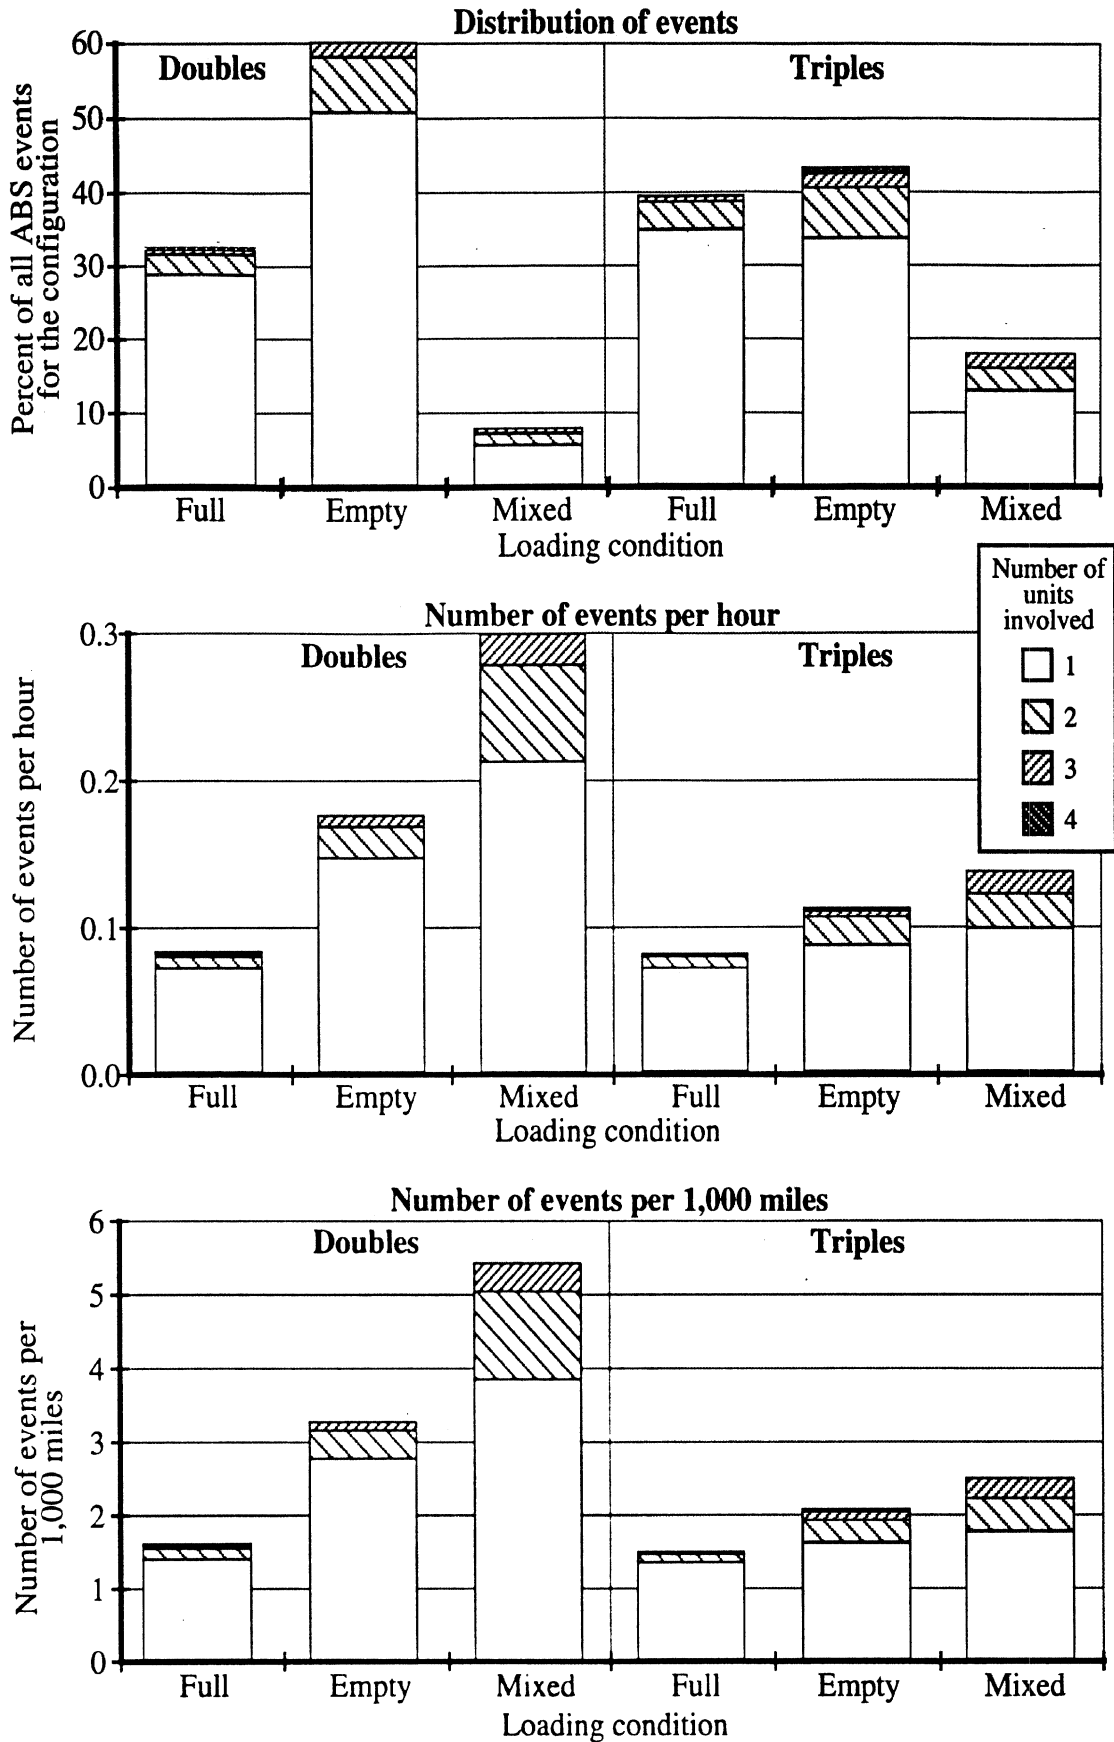 Distribution of events
Doubles
Triples
Percent of all ABS events
for the configuration
60
50
40
30
20
10
0
Full Empty Mixed Full Empty Mixed
Loading condition
Number of
units
involved
1
2
3
4
Number of events per hour
Doubles
Triples
Number of events per hour
0.3
0.2
0.1
0.0
Full Empty Mixed Full Empty Mixed
Loading condition
Number of events per 1,000 miles
Doubles
Triples
Number of events per
1,000 miles
6
5
4
3
2
1
0
Full Empty Mixed Full Empty Mixed
Loading condition